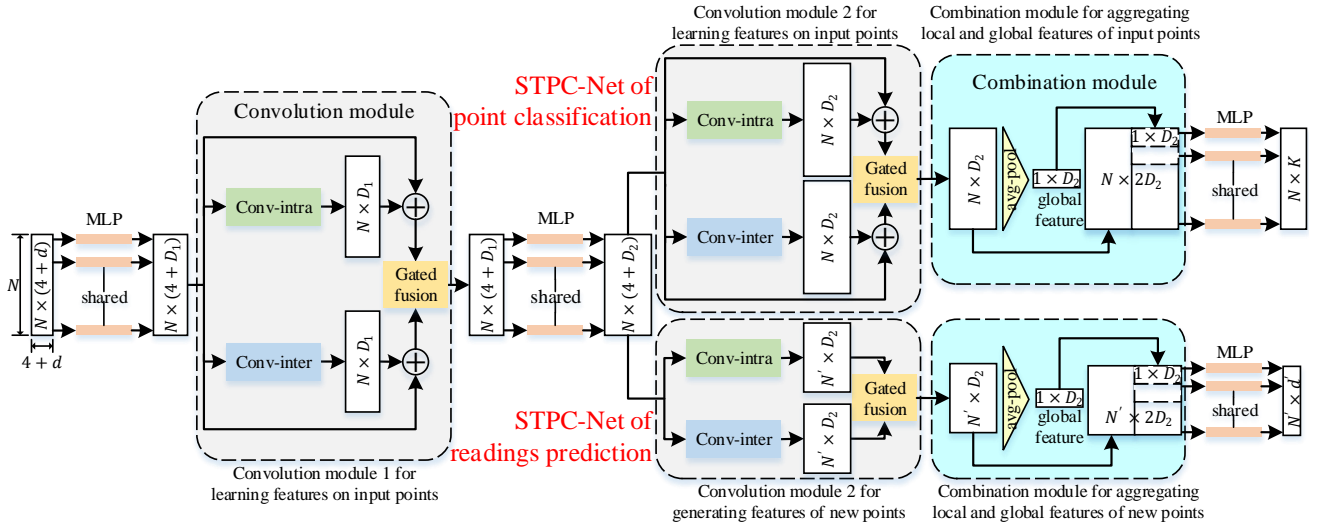 N
N × (4 + d)
4 + d
MLP
shared
N × (4 + D₁)
Convolution module
Conv-intra
N × D₁
Conv-inter
N × D₁
Gated
fusion
Convolution module 1 for
learning features on input points
N × (4 + D₁)
MLP
shared
N × (4 + D₂)
STPC-Net of
point classification
Convolution module 2 for
learning features on input points
Conv-intra
N × D₂
Conv-inter
N × D₂
Gated
fusion
Combination module for aggregating
local and global features of input points
Combination module
N × D₂
avg-pool
1 × D₂
global
feature
1 × D₂
N × 2D₂
MLP
shared
N × K
STPC-Net of
readings prediction
Conv-intra
N′ × D₂
Conv-inter
N′ × D₂
Gated
fusion
Convolution module 2 for
generating features of new points
N′ × D₂
avg-pool
1 × D₂
global
feature
1 × D₂
N′ × 2D₂
Combination module for aggregating
local and global features of new points
MLP
shared
N′ × d′